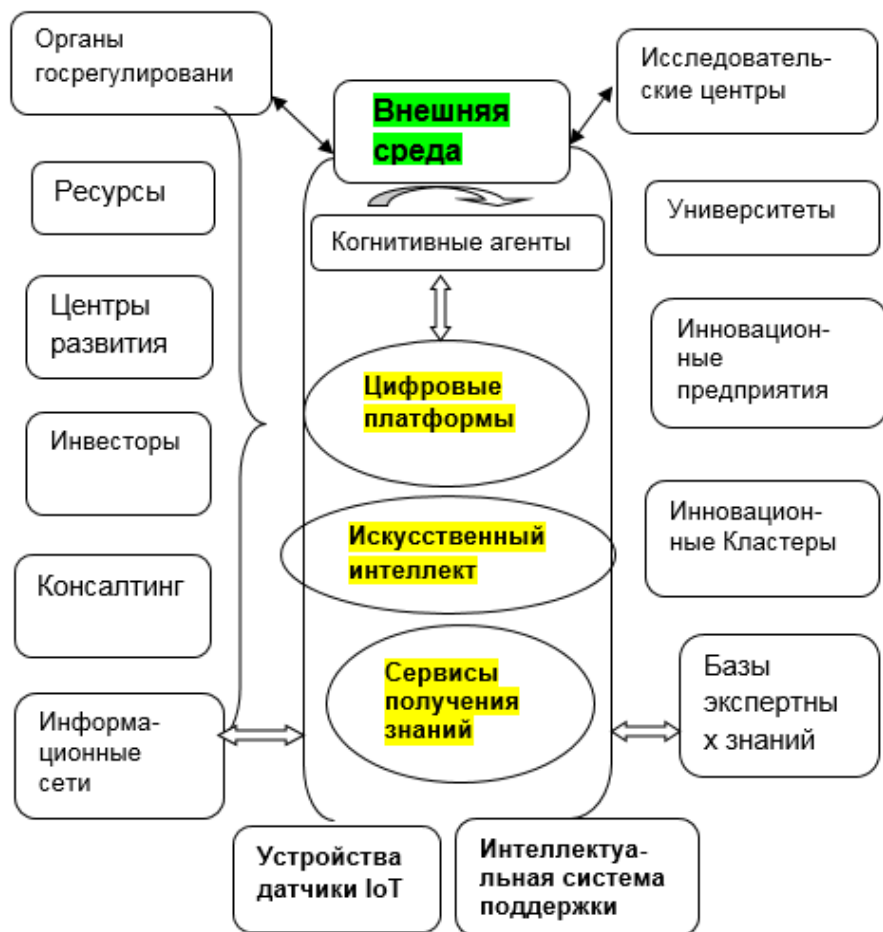 Органы
госрегулировани
Исследователь-
ские центры
Внешняя
среда
Ресурсы
Университеты
Когнитивные агенты
Центры
развития
Инновацион-
ные
предприятия
Цифровые
платформы
Инвесторы
Инновацион-
ные Кластеры
Искусственный
интеллект
Консалтинг
Базы
экспертны
х знаний
Сервисы
получения
знаний
Информа-
ционные
сети
Устройства
датчики IoT
Интеллектуа-
льная система
поддержки